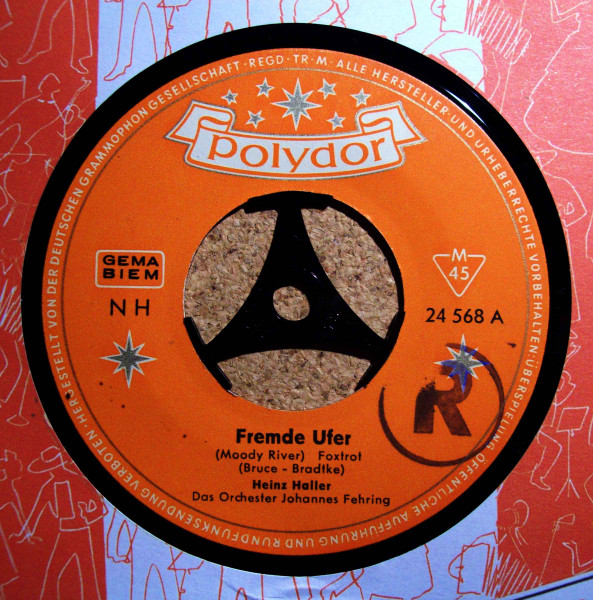 HERGESTELLT VON DER DEUTSCHEN GRAMMOPHON GESELLSCHAFT · REGD · TR · M · ALLE HERSTELLER- UND URHEBERRECHTE VORBEHALTEN. ÜBERSPIELUNG ÖFFENTLICHE AUFFÜHRUNG UND RUNDFUNKSENDUNG VERBOTEN ·
polydor
GEMA
BIEM
M
45
NH
24 568 A
R
Fremde Ufer
(Moody River) Foxtrot
(Bruce - Bradtke)
Heinz Haller
Das Orchester Johannes Fehring